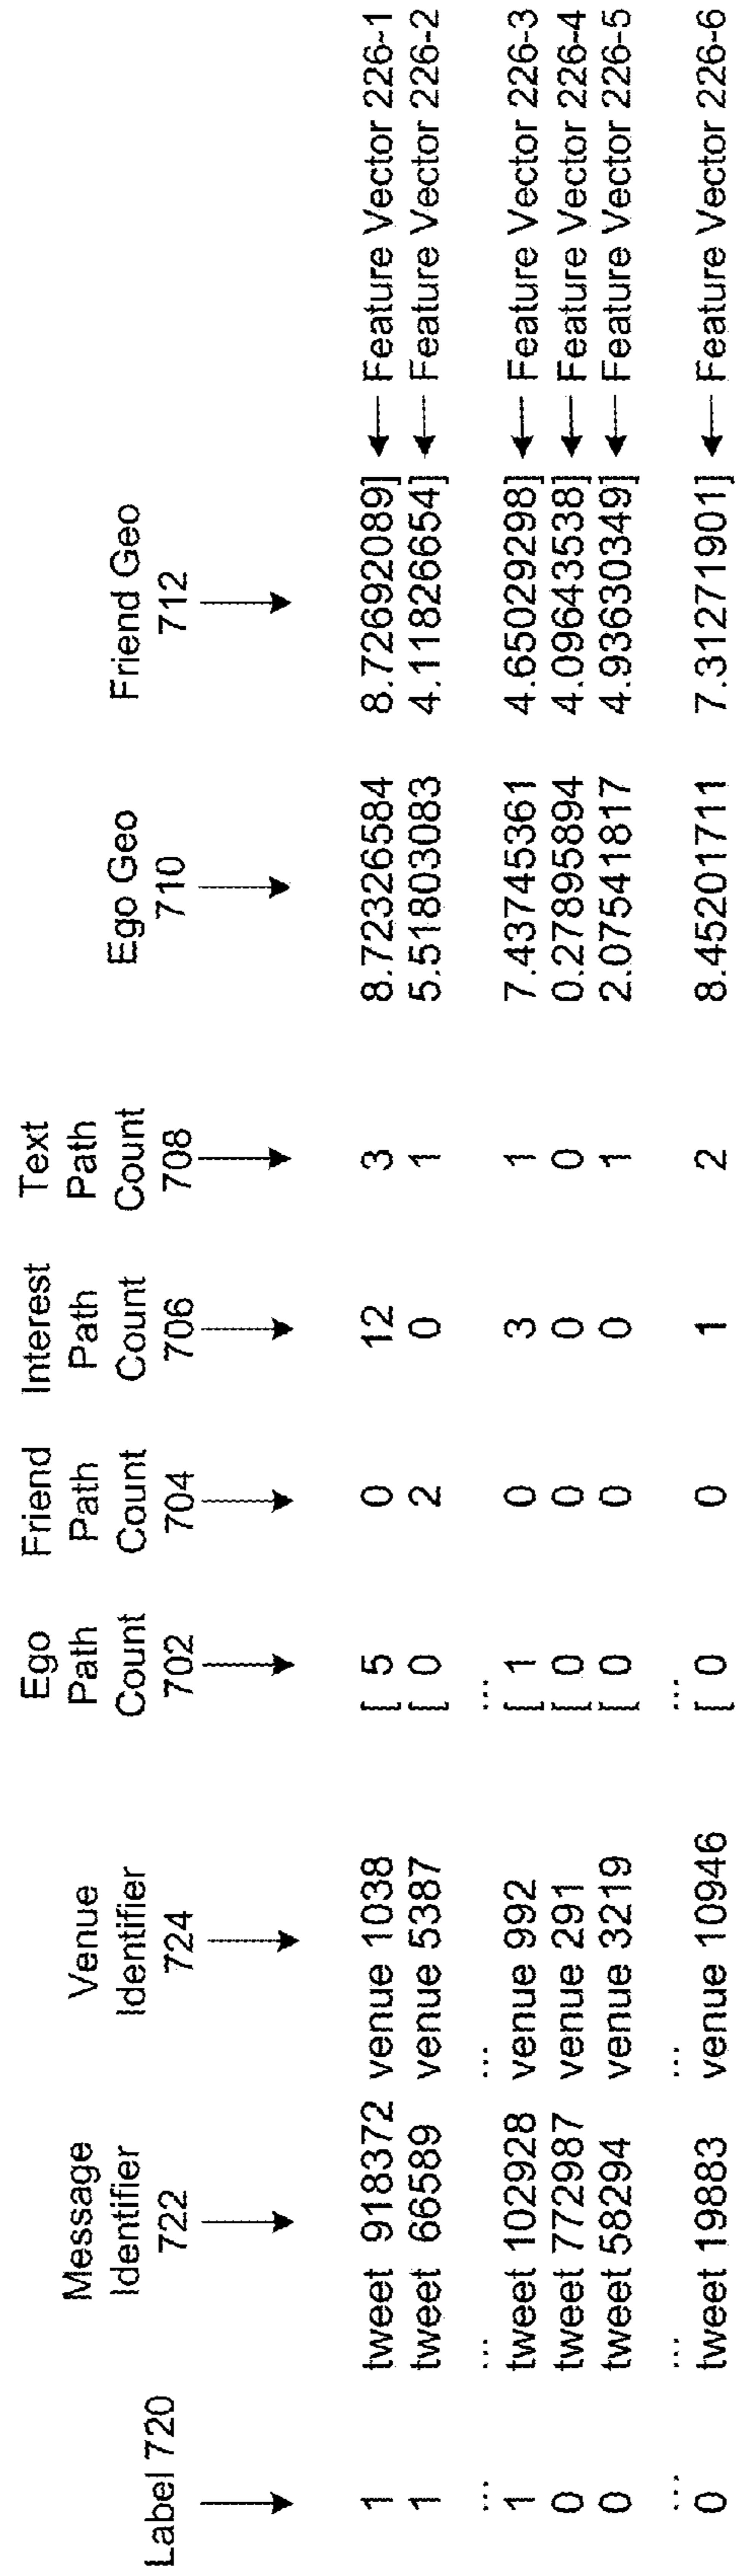 Label 720
Message
Identifier
722
Venue
Identifier
724
Ego
Path
Count
702
Friend
Path
Count
704
Interest
Path
Count
706
Text
Path
Count
708
Ego Geo
710
Friend Geo
712
1 tweet 918372 venue 1038 [ 5 0 12 3 8.72326584 8.72692089] Feature Vector 226-1
1 tweet 66589 venue 5387 [ 0 2 0 1 5.51803083 4.11826654] Feature Vector 226-2
... ... ... ...
1 tweet 102928 venue 992 [ 1 0 3 1 7.43745361 4.65029298] Feature Vector 226-3
0 tweet 772987 venue 291 [ 0 0 0 0 0.27895894 4.09643538] Feature Vector 226-4
0 tweet 58294 venue 3219 [ 0 0 0 1 2.07541817 4.93630349] Feature Vector 226-5
... ... ... ...
0 tweet 19883 venue 10946 [ 0 0 1 2 8.45201711 7.31271901] Feature Vector 226-6